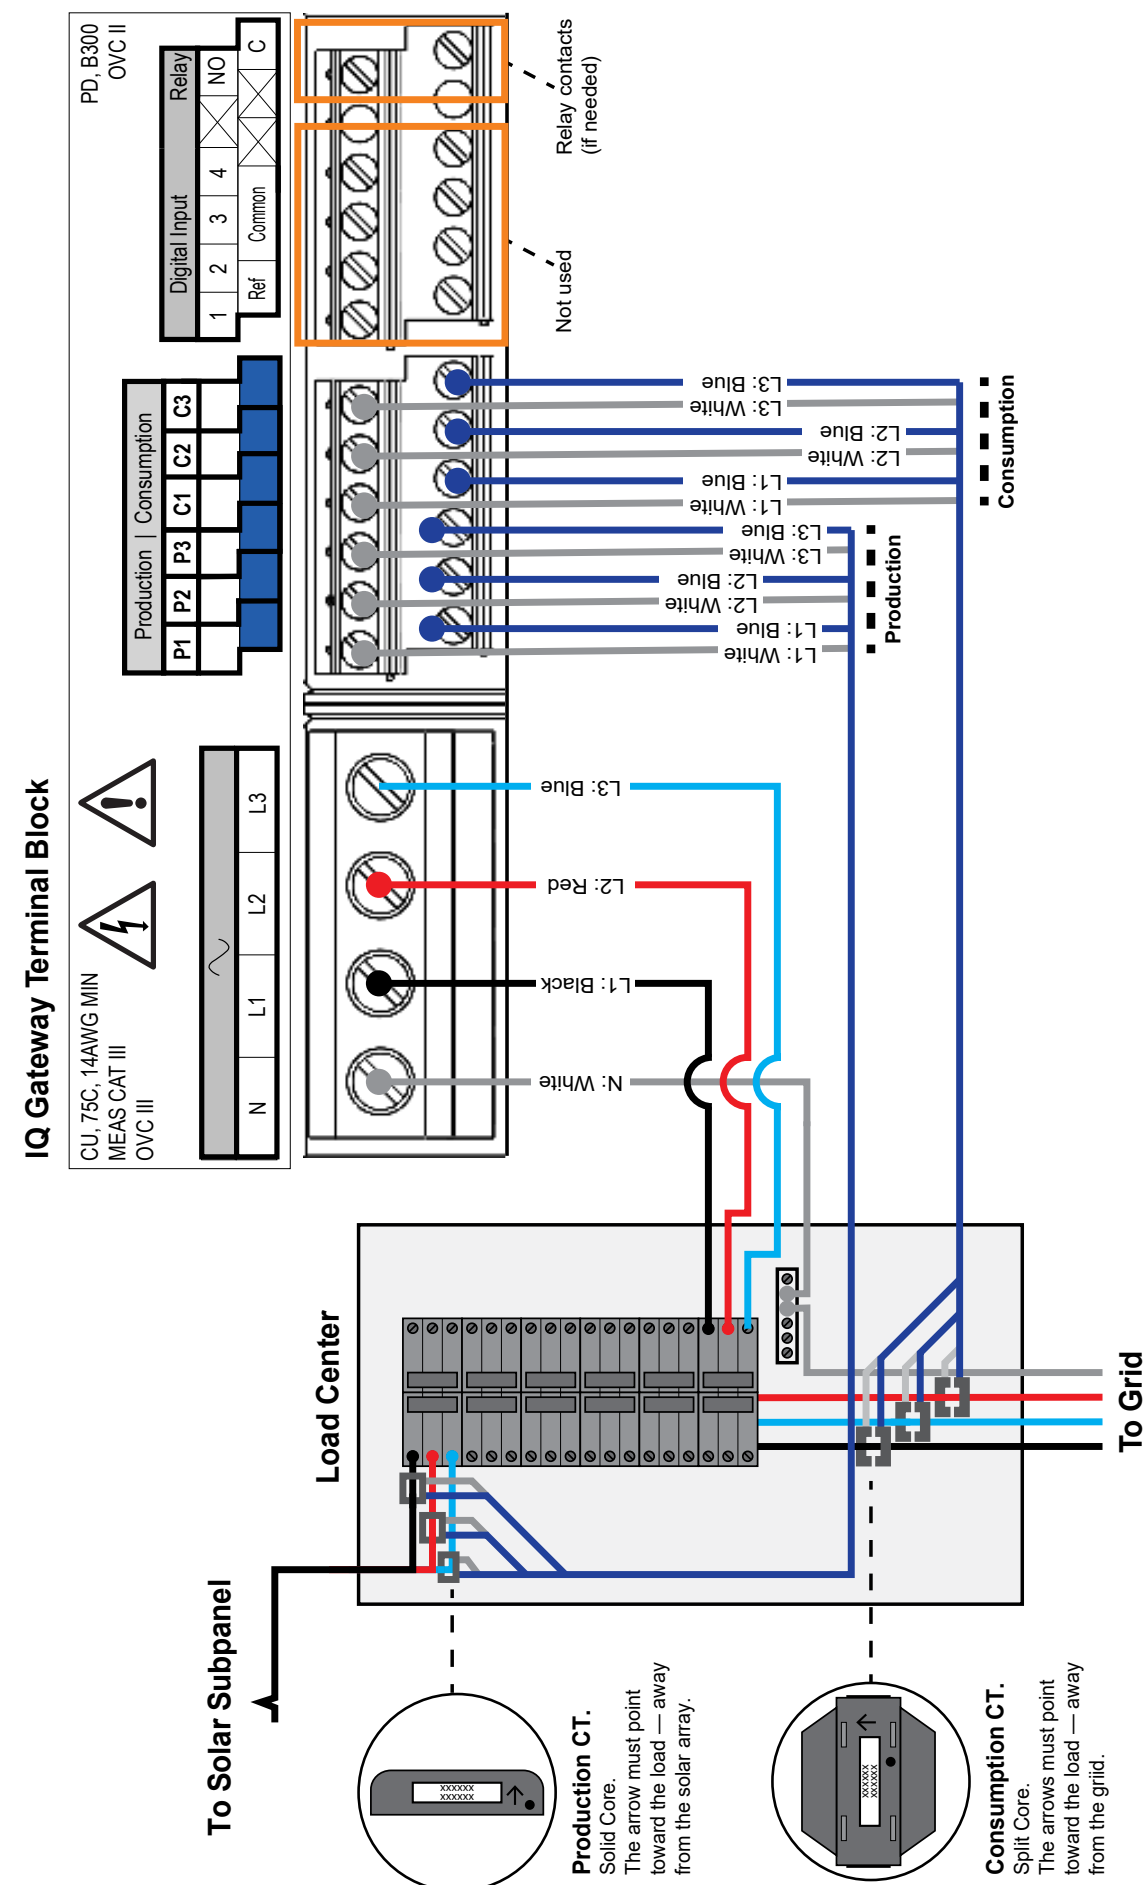 IQ Gateway Terminal Block
CU, 75C, 14AWG MIN
MEAS CAT III
OVC III
PD, B300
OVC II
N
L1
L2
L3
Production | Consumption
P1
P2
P3
C1
C2
C3
Digital Input
Relay
1
2
3
4
NO
Ref
Common
C
N: White
L1: Black
L2: Red
L3: Blue
L1: White
L1: Blue
L2: White
L2: Blue
L3: White
L3: Blue
Production
L1: White
L1: Blue
L2: White
L2: Blue
L3: White
L3: Blue
Consumption
Not used
Relay contacts
(if needed)
To Solar Subpanel
Load Center
To Grid
XXXXXX
XXXXXX
Production CT.
Solid Core.
The arrow must point
toward the load — away
from the solar array.
XXXXXX
XXXXXX
Consumption CT.
Split Core.
The arrows must point
toward the load — away
from the griid.